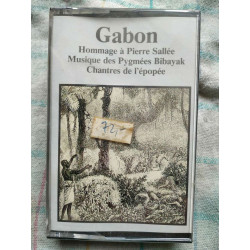 Gabon
Hommage à Pierre Sallée
Musique des Pygmées Bibayak
Chantres de l'épopée